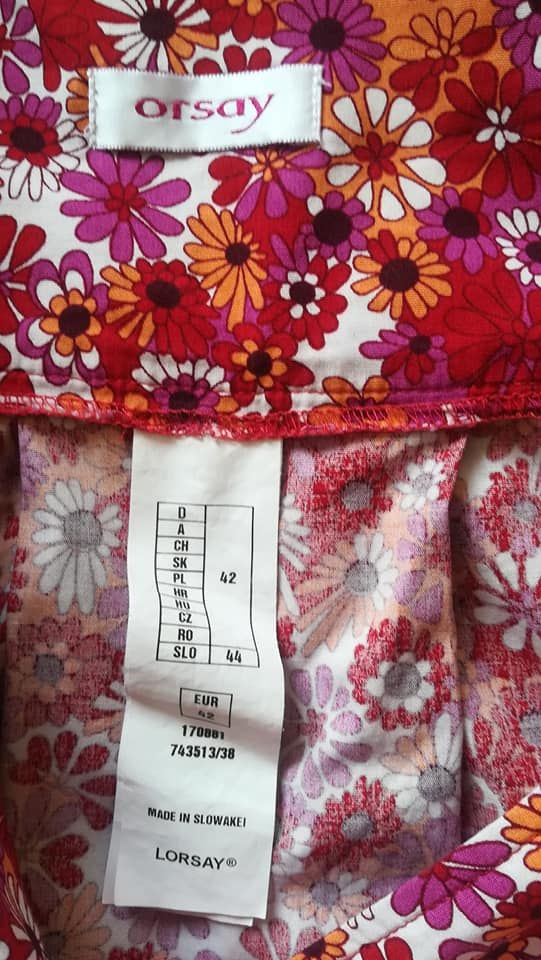 orsay
D
A
CH
SK
PL 42
HR
HU
CZ
RO
SLO 44
EUR
42
170881
743513/38
MADE IN SLOWAKEI
LORSAY®